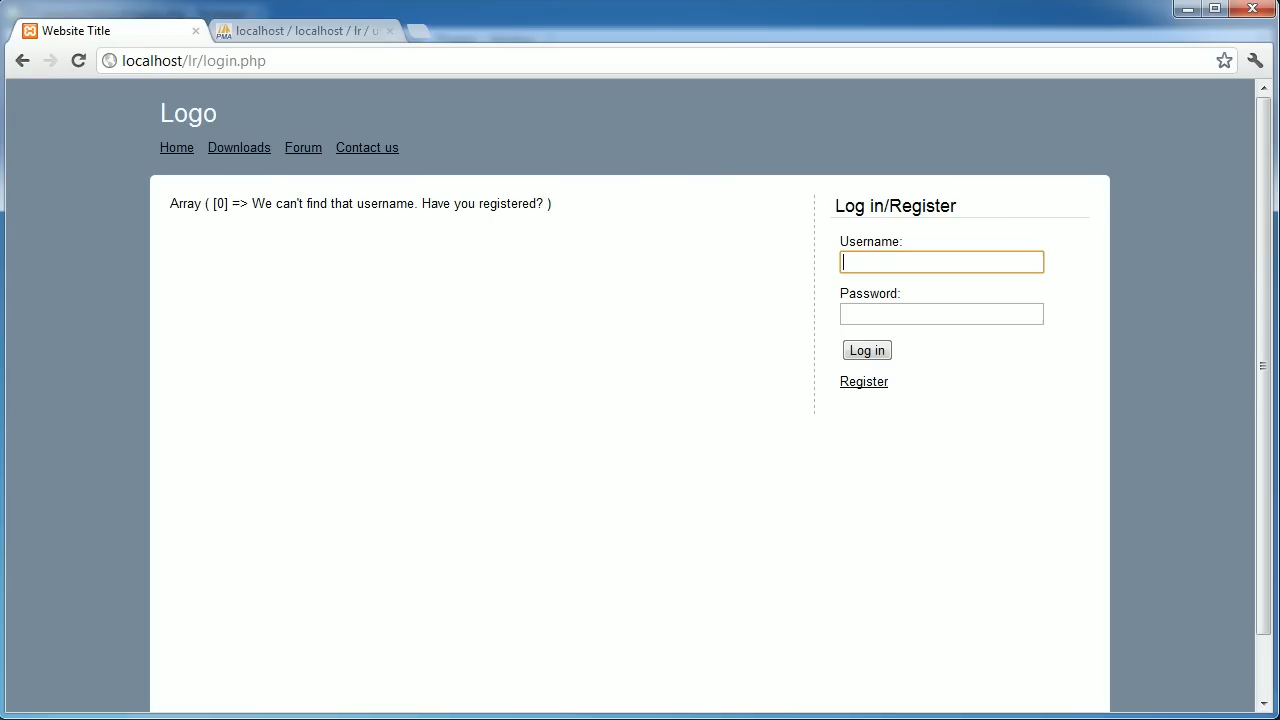 Website Title
localhost / localhost / lr / u
localhost/lr/login.php
Logo
Home Downloads Forum Contact us
Array ( [0] => We can't find that username. Have you registered? )
Log in/Register
Username:
Password:
Log in
Register